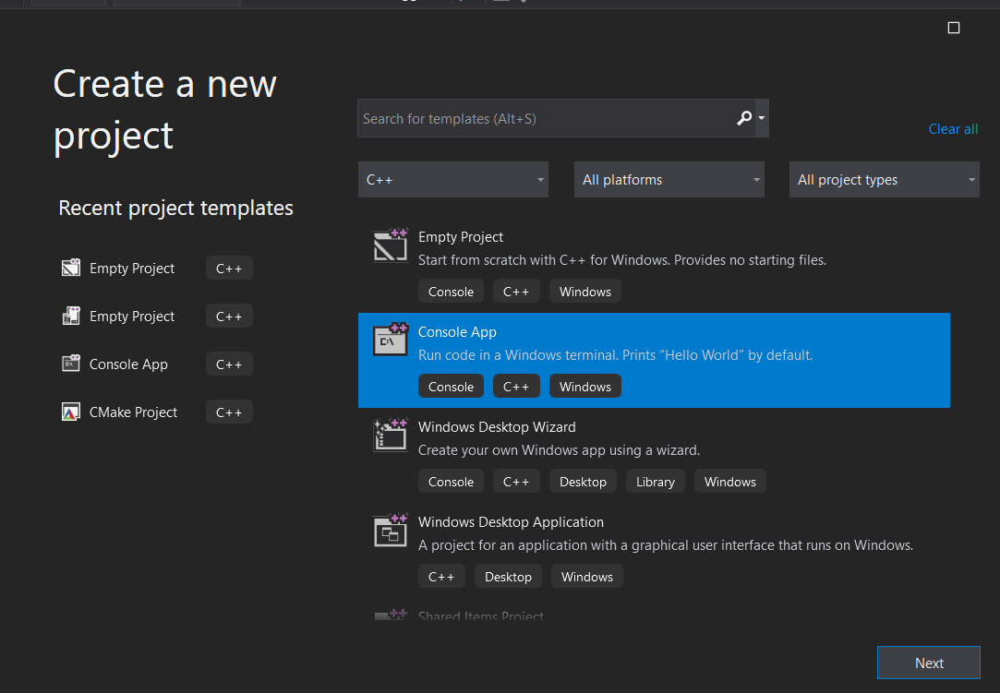 Create a new
project
Search for templates (Alt+S)
Clear all
C++
All platforms
All project types
Recent project templates
Empty Project C++
Empty Project C++
Console App C++
CMake Project C++
Empty Project
Start from scratch with C++ for Windows. Provides no starting files.
Console C++ Windows
Console App
Run code in a Windows terminal. Prints “Hello World” by default.
Console C++ Windows
Windows Desktop Wizard
Create your own Windows app using a wizard.
Console C++ Desktop Library Windows
Windows Desktop Application
A project for an application with a graphical user interface that runs on Windows.
C++ Desktop Windows
Shared Items Project
Next